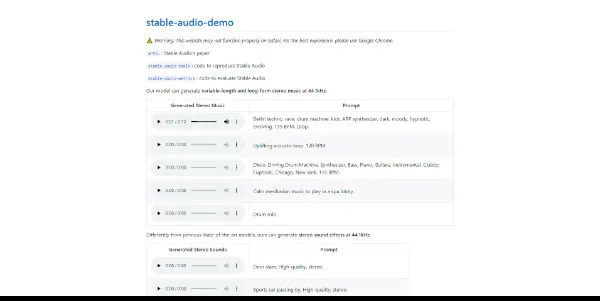 stable-audio-demo
⚠ Warning: This website may not function properly on Safari. For the best experience, please use Google Chrome.
arXiv: Stable Audio's paper
stable-audio-tools: code to reproduce Stable Audio
stable-audio-metrics: code to evaluate Stable Audio
Our model can generate variable-length and long-form stereo music at 44.1kHz:
Generated Stereo Music Prompt
0:01 / 0:10 Berlin techno, rave, drum machine, kick, ARP synthesizer, dark, moody, hypnotic,
evolving, 135 BPM. Loop.
0:00 / 0:00 Uplifting acoustic loop. 120 BPM.
0:00 / 0:00 Disco, Driving Drum Machine, Synthesizer, Bass, Piano, Guitars, Instrumental, Clubby,
Euphoric, Chicago, New York, 115 BPM.
0:00 / 0:00 Calm meditation music to play in a spa lobby.
0:00 / 0:00 Drum solo.
Differently from previous state-of-the-art models, ours can generate stereo sound effects at 44.1kHz:
Generated Stereo Sounds Prompt
0:00 / 0:00 Door slam. High-quality, stereo.
0:00 / 0:00 Sports car passing by. High-quality, stereo.